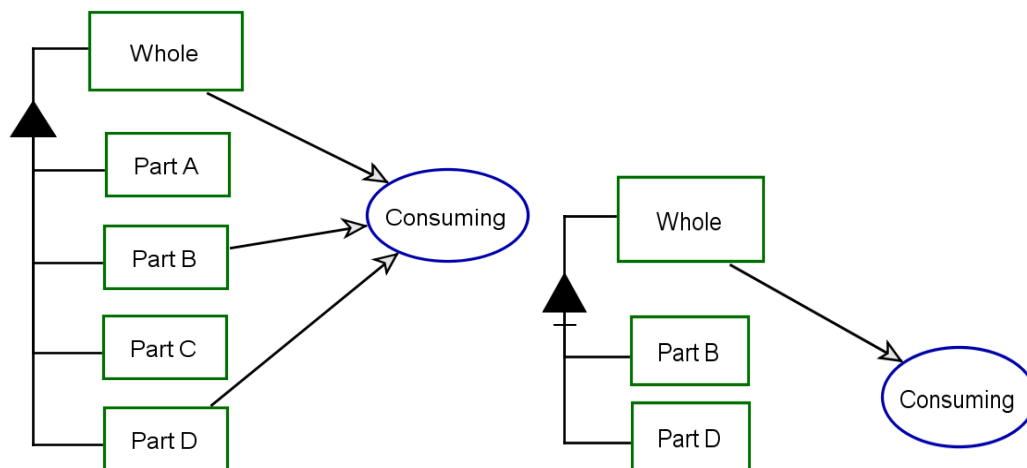 Whole
Part A
Part B
Part C
Part D
Consuming
Whole
Part B
Part D
Consuming